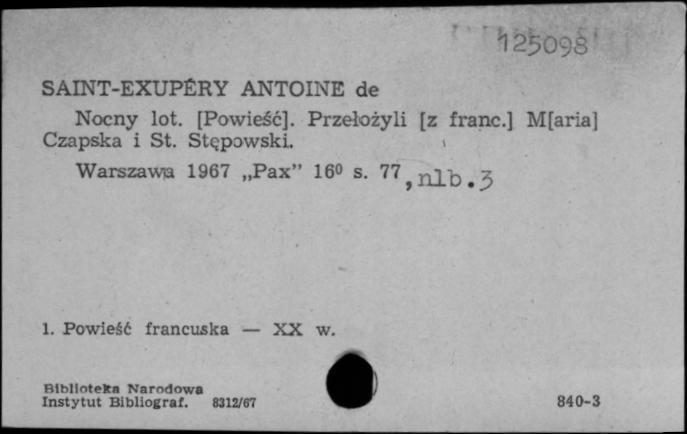 125098
SAINT-EXUPÉRY ANTOINE de
Nocny lot. [Powieść]. Przełożyli [z franc.] M[aria]
Czapska i St. Stępowski.
Warszawa 1967 „Pax” 16⁰ s. 77, nlb. 3
1. Powieść francuska — XX w.
Biblioteka Narodowa
Instytut Bibliograf. 8312/67
840-3